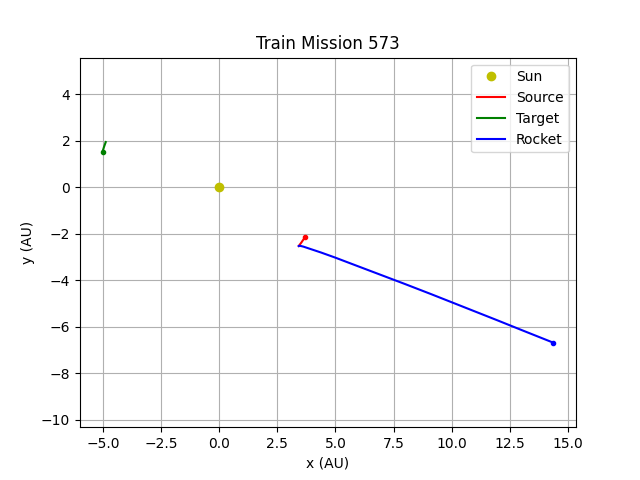 Train Mission 573
Sun
Source
Target
Rocket
4
2
0
−2
−4
−6
−8
−10
y (AU)
−5.0 −2.5 0.0 2.5 5.0 7.5 10.0 12.5 15.0
x (AU)